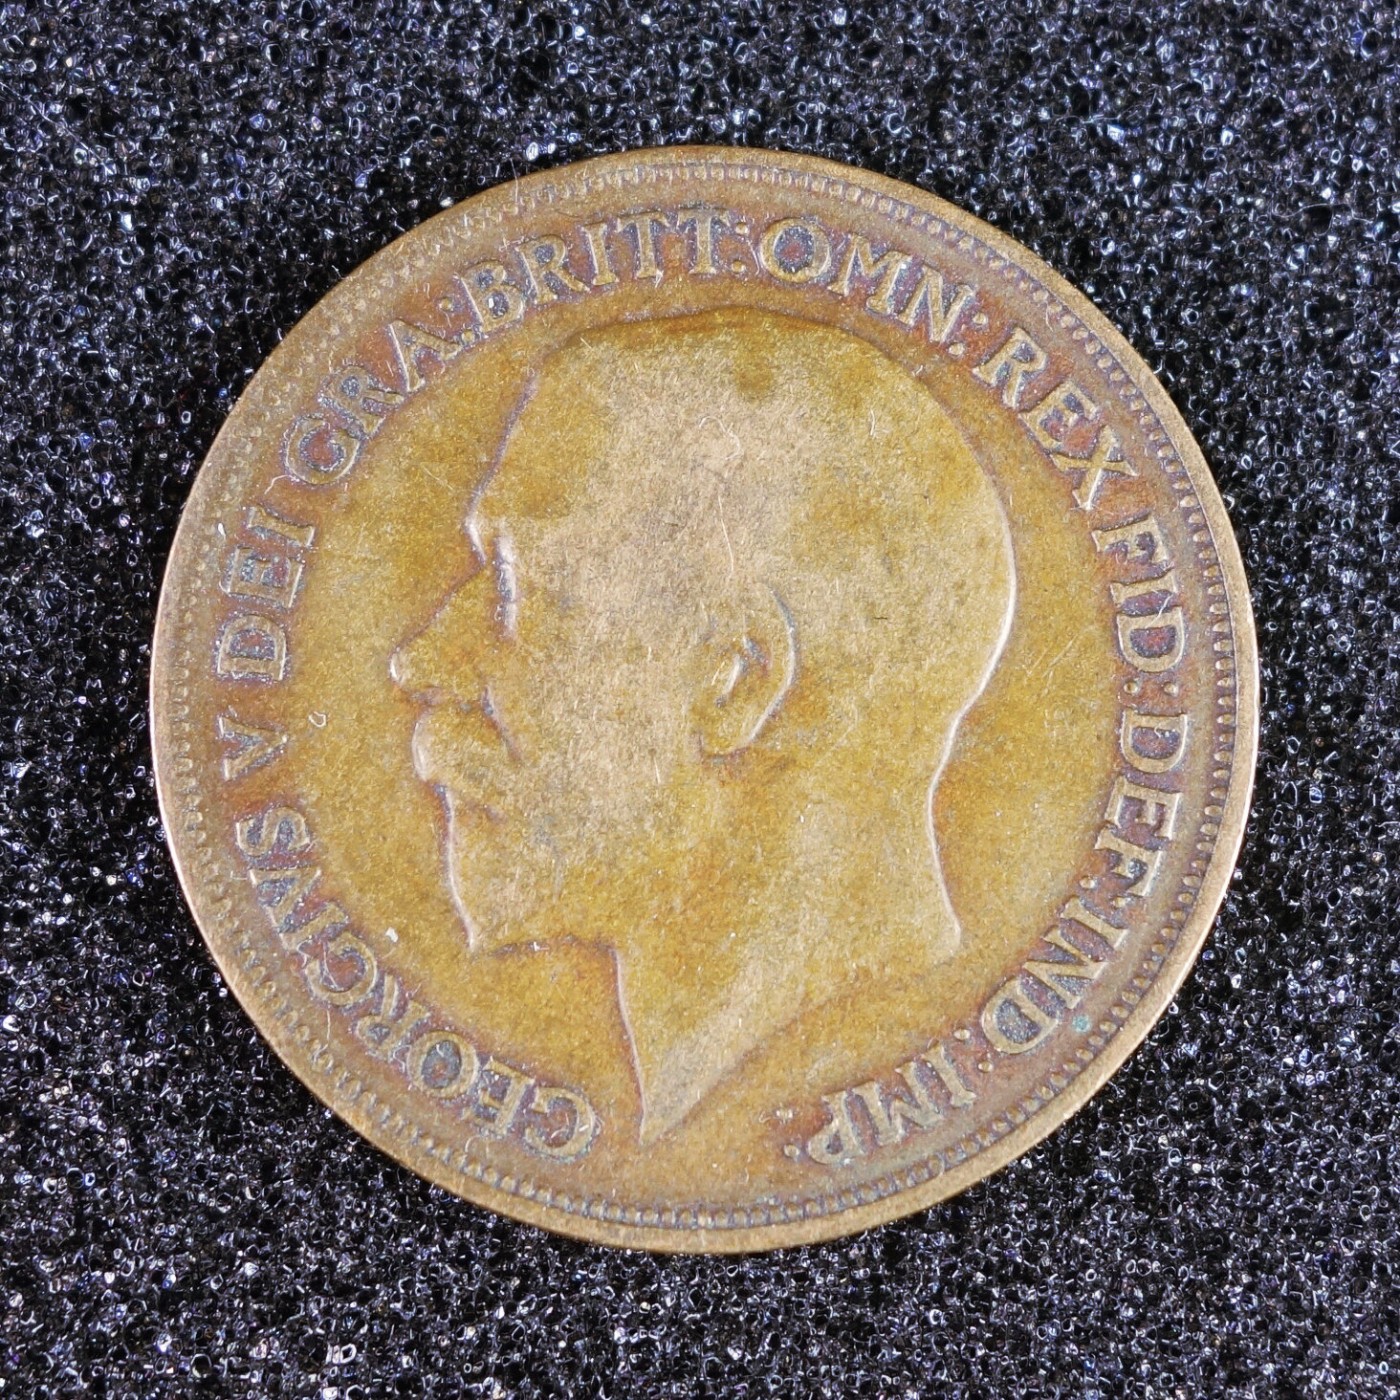 GEORGIVS V DEI GRA: BRITT: OMN: REX FID: DEF: IND: IMP.